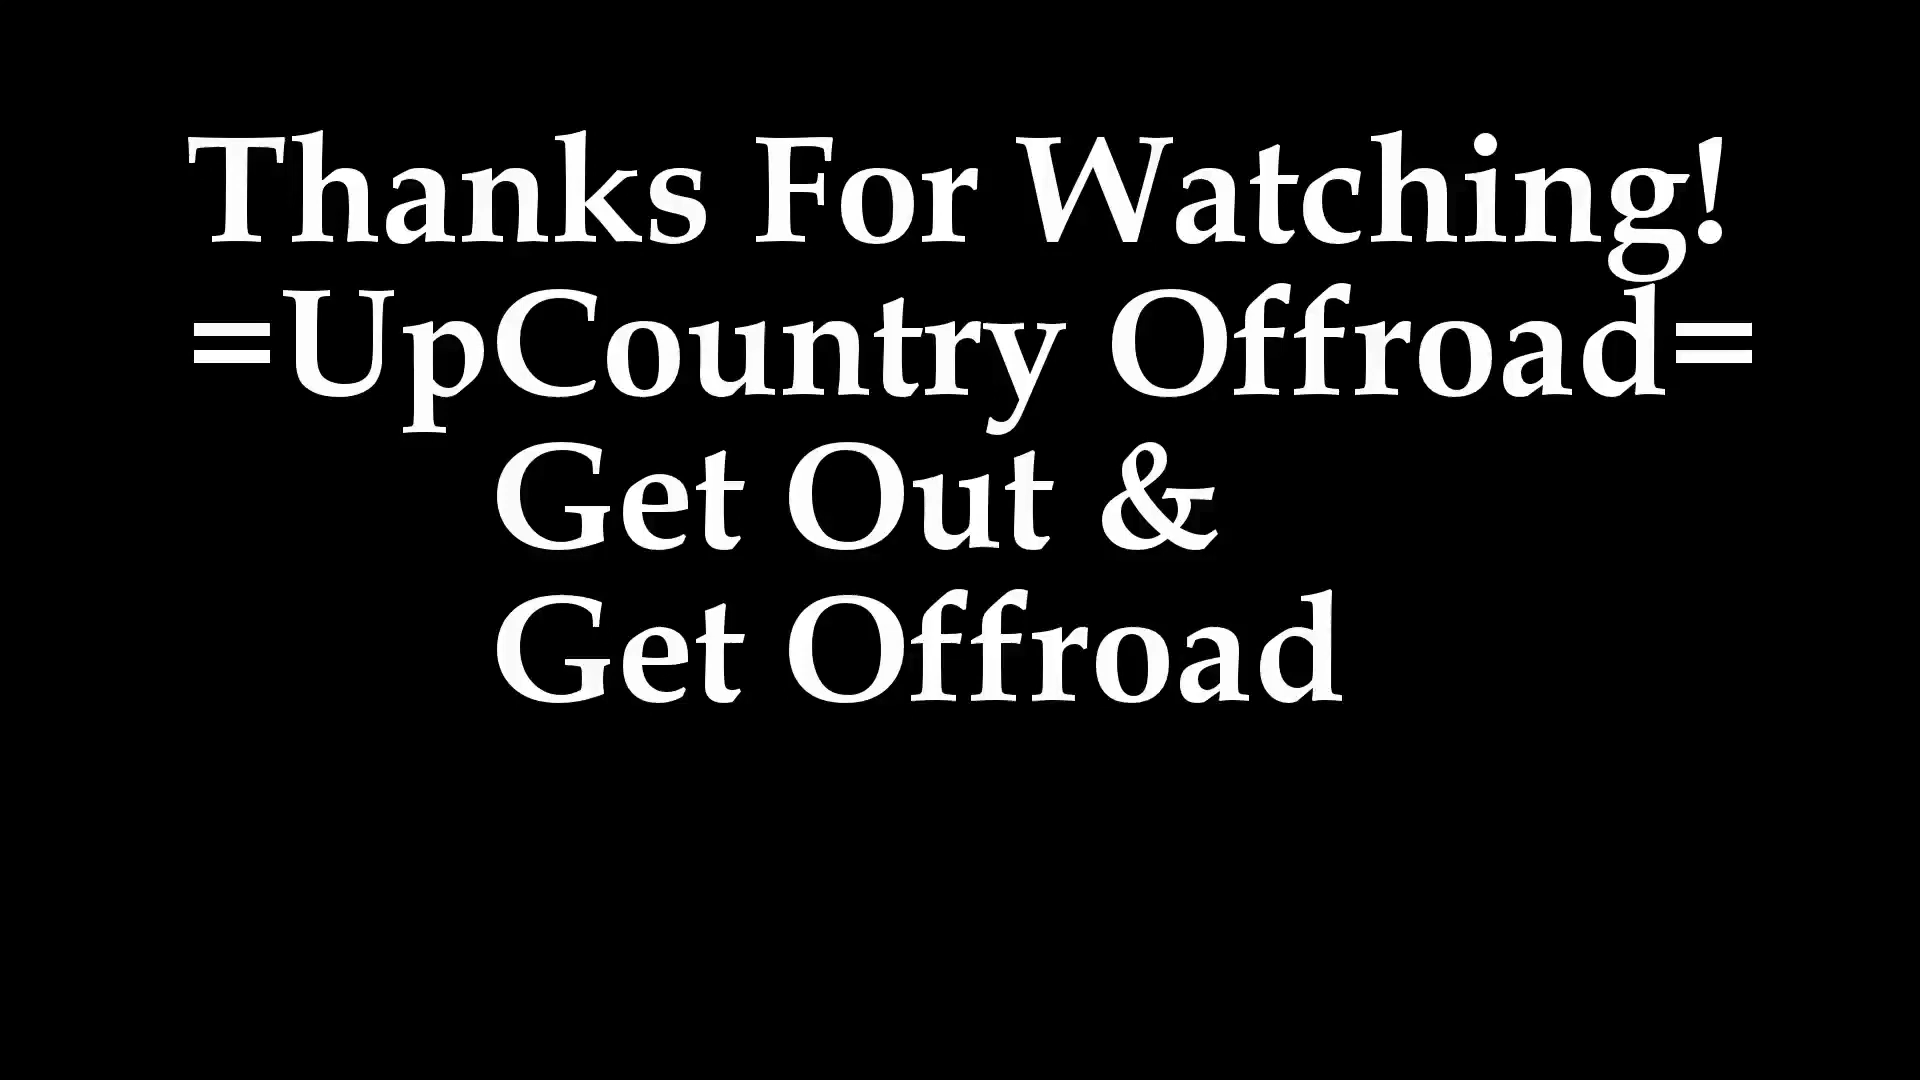 Thanks For Watching!
=UpCountry Offroad=
Get Out &
Get Offroad